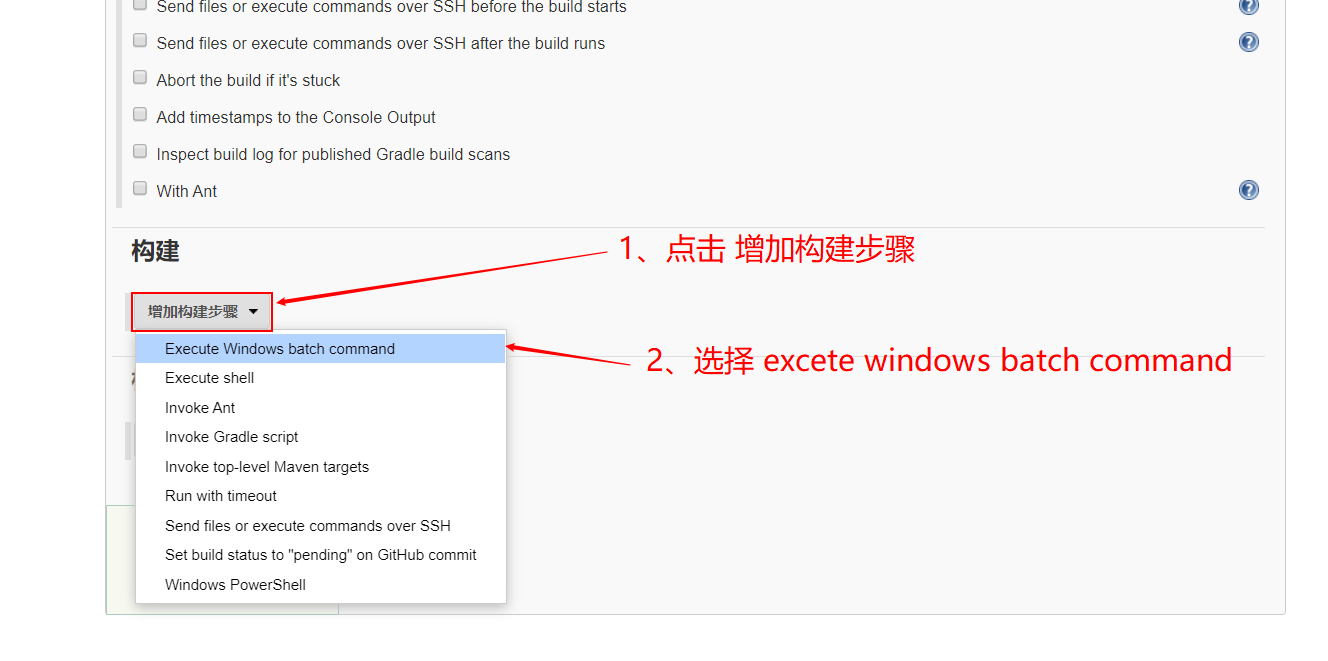 Send files or execute commands over SSH before the build starts
Send files or execute commands over SSH after the build runs
Abort the build if it's stuck
Add timestamps to the Console Output
Inspect build log for published Gradle build scans
With Ant
构建
1、点击 增加构建步骤
增加构建步骤
Execute Windows batch command
2、选择 excete windows batch command
Execute shell
Invoke Ant
Invoke Gradle script
Invoke top-level Maven targets
Run with timeout
Send files or execute commands over SSH
Set build status to "pending" on GitHub commit
Windows PowerShell